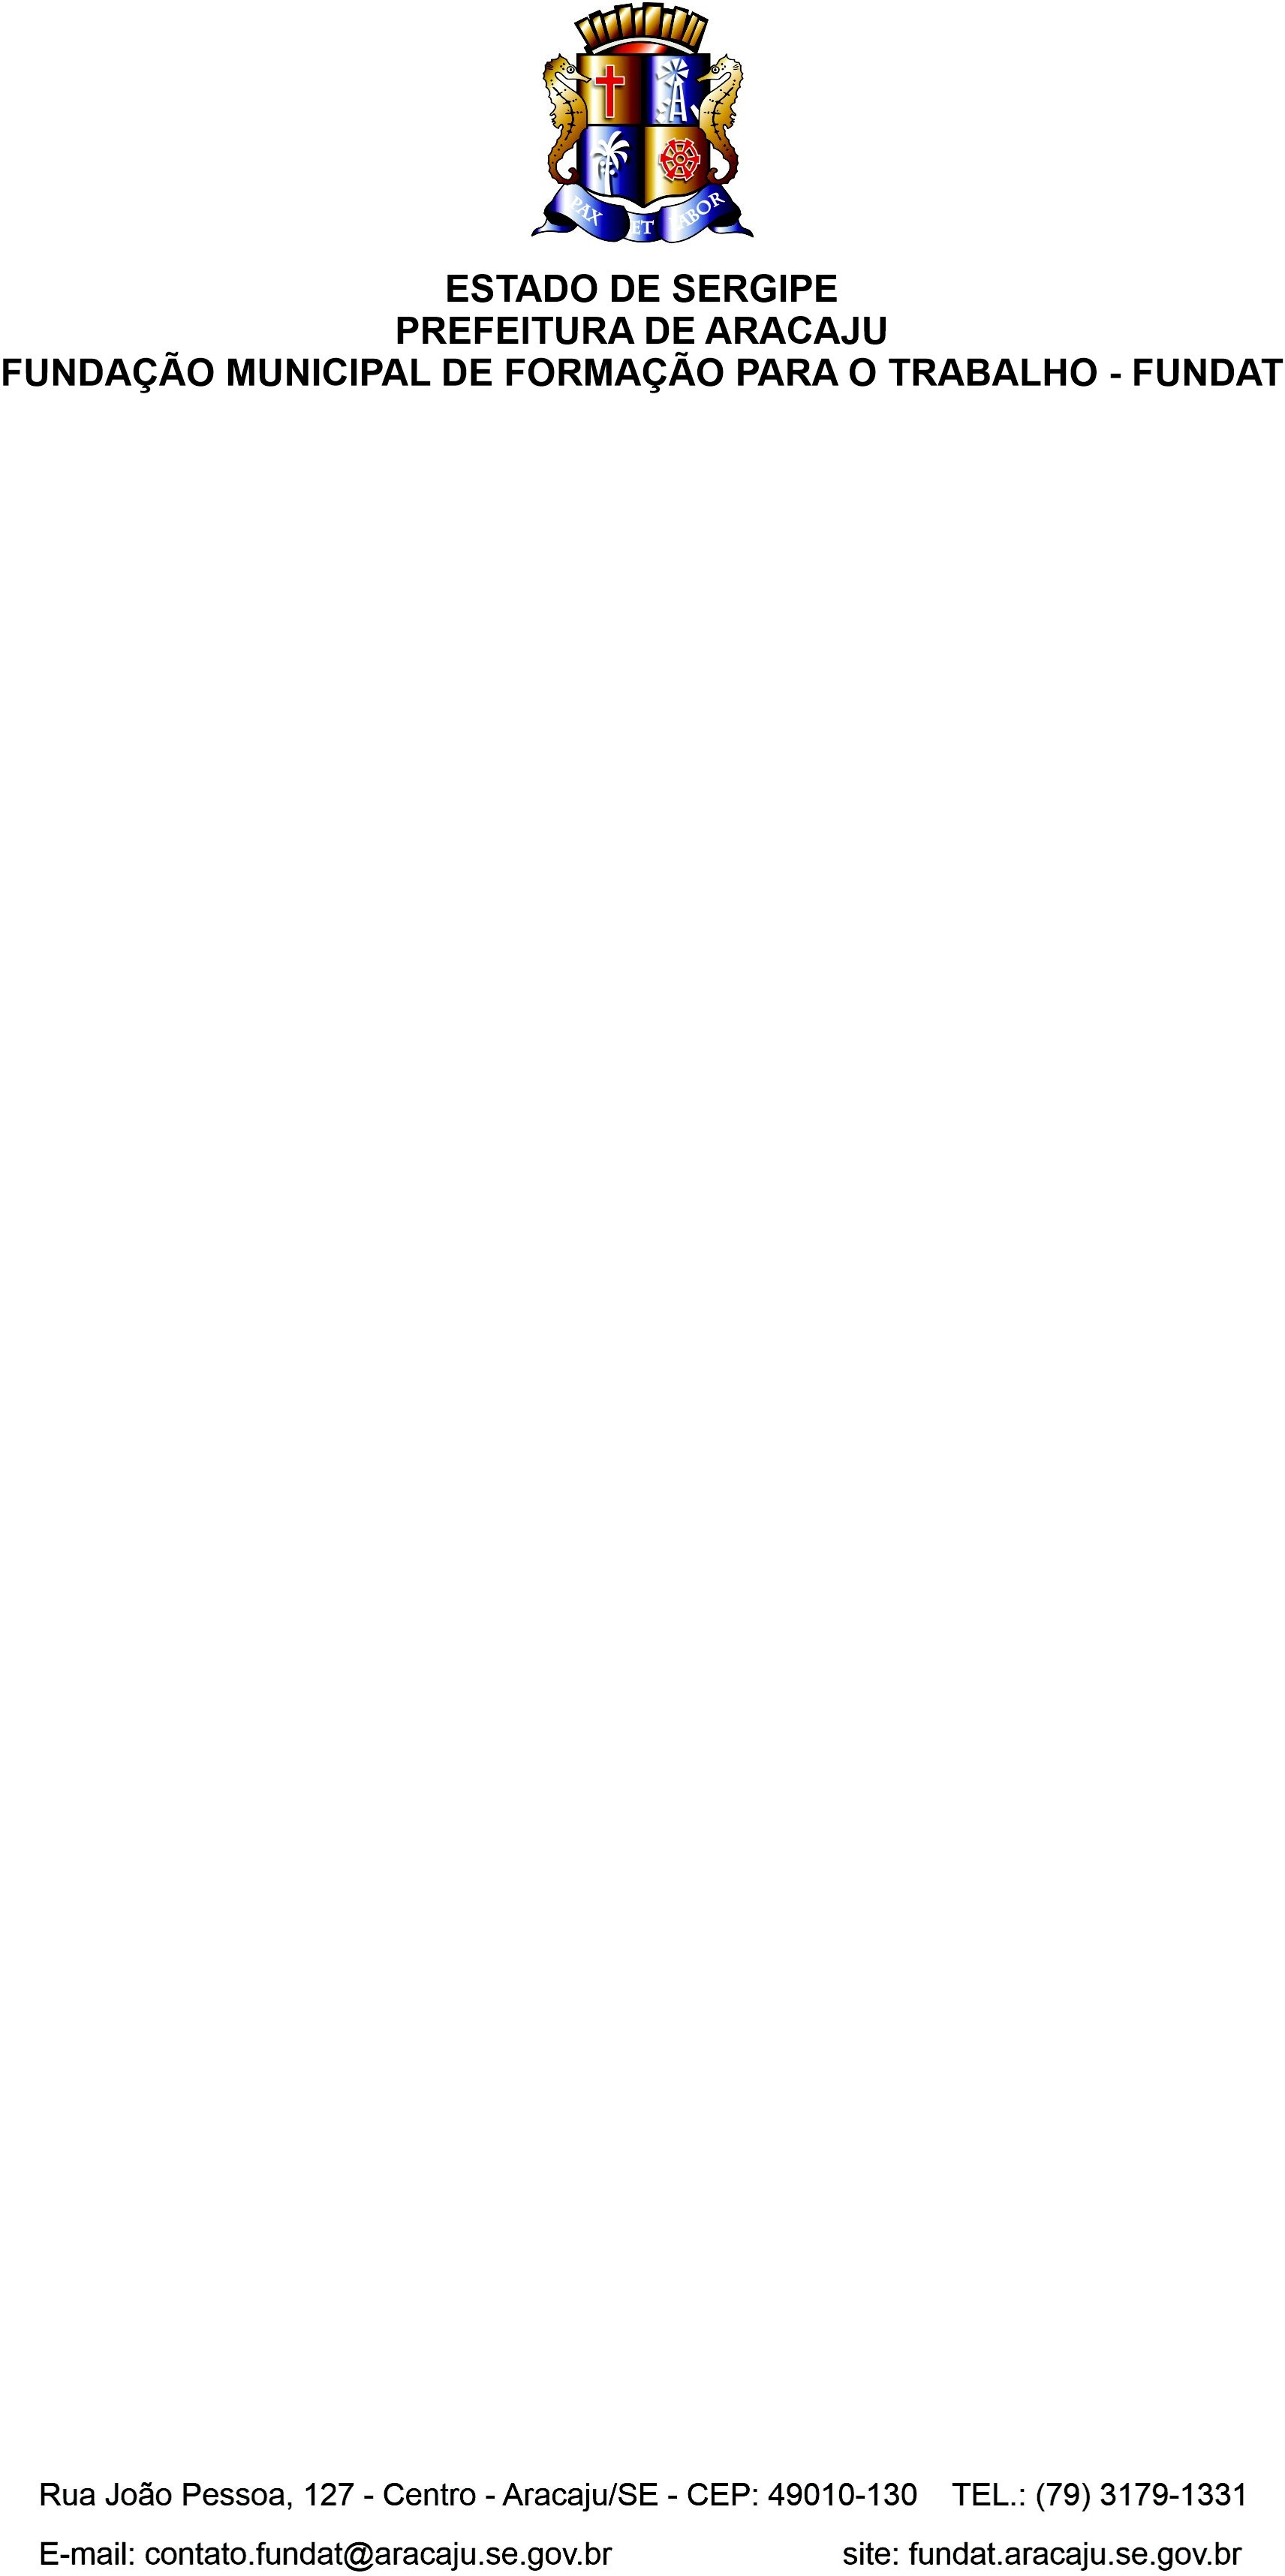 PAX ET LABOR
ESTADO DE SERGIPE
PREFEITURA DE ARACAJU
FUNDAÇÃO MUNICIPAL DE FORMAÇÃO PARA O TRABALHO - FUNDAT
Rua João Pessoa, 127 - Centro - Aracaju/SE - CEP: 49010-130 TEL.: (79) 3179-1331
E-mail: contato.fundat@aracaju.se.gov.br site: fundat.aracaju.se.gov.br